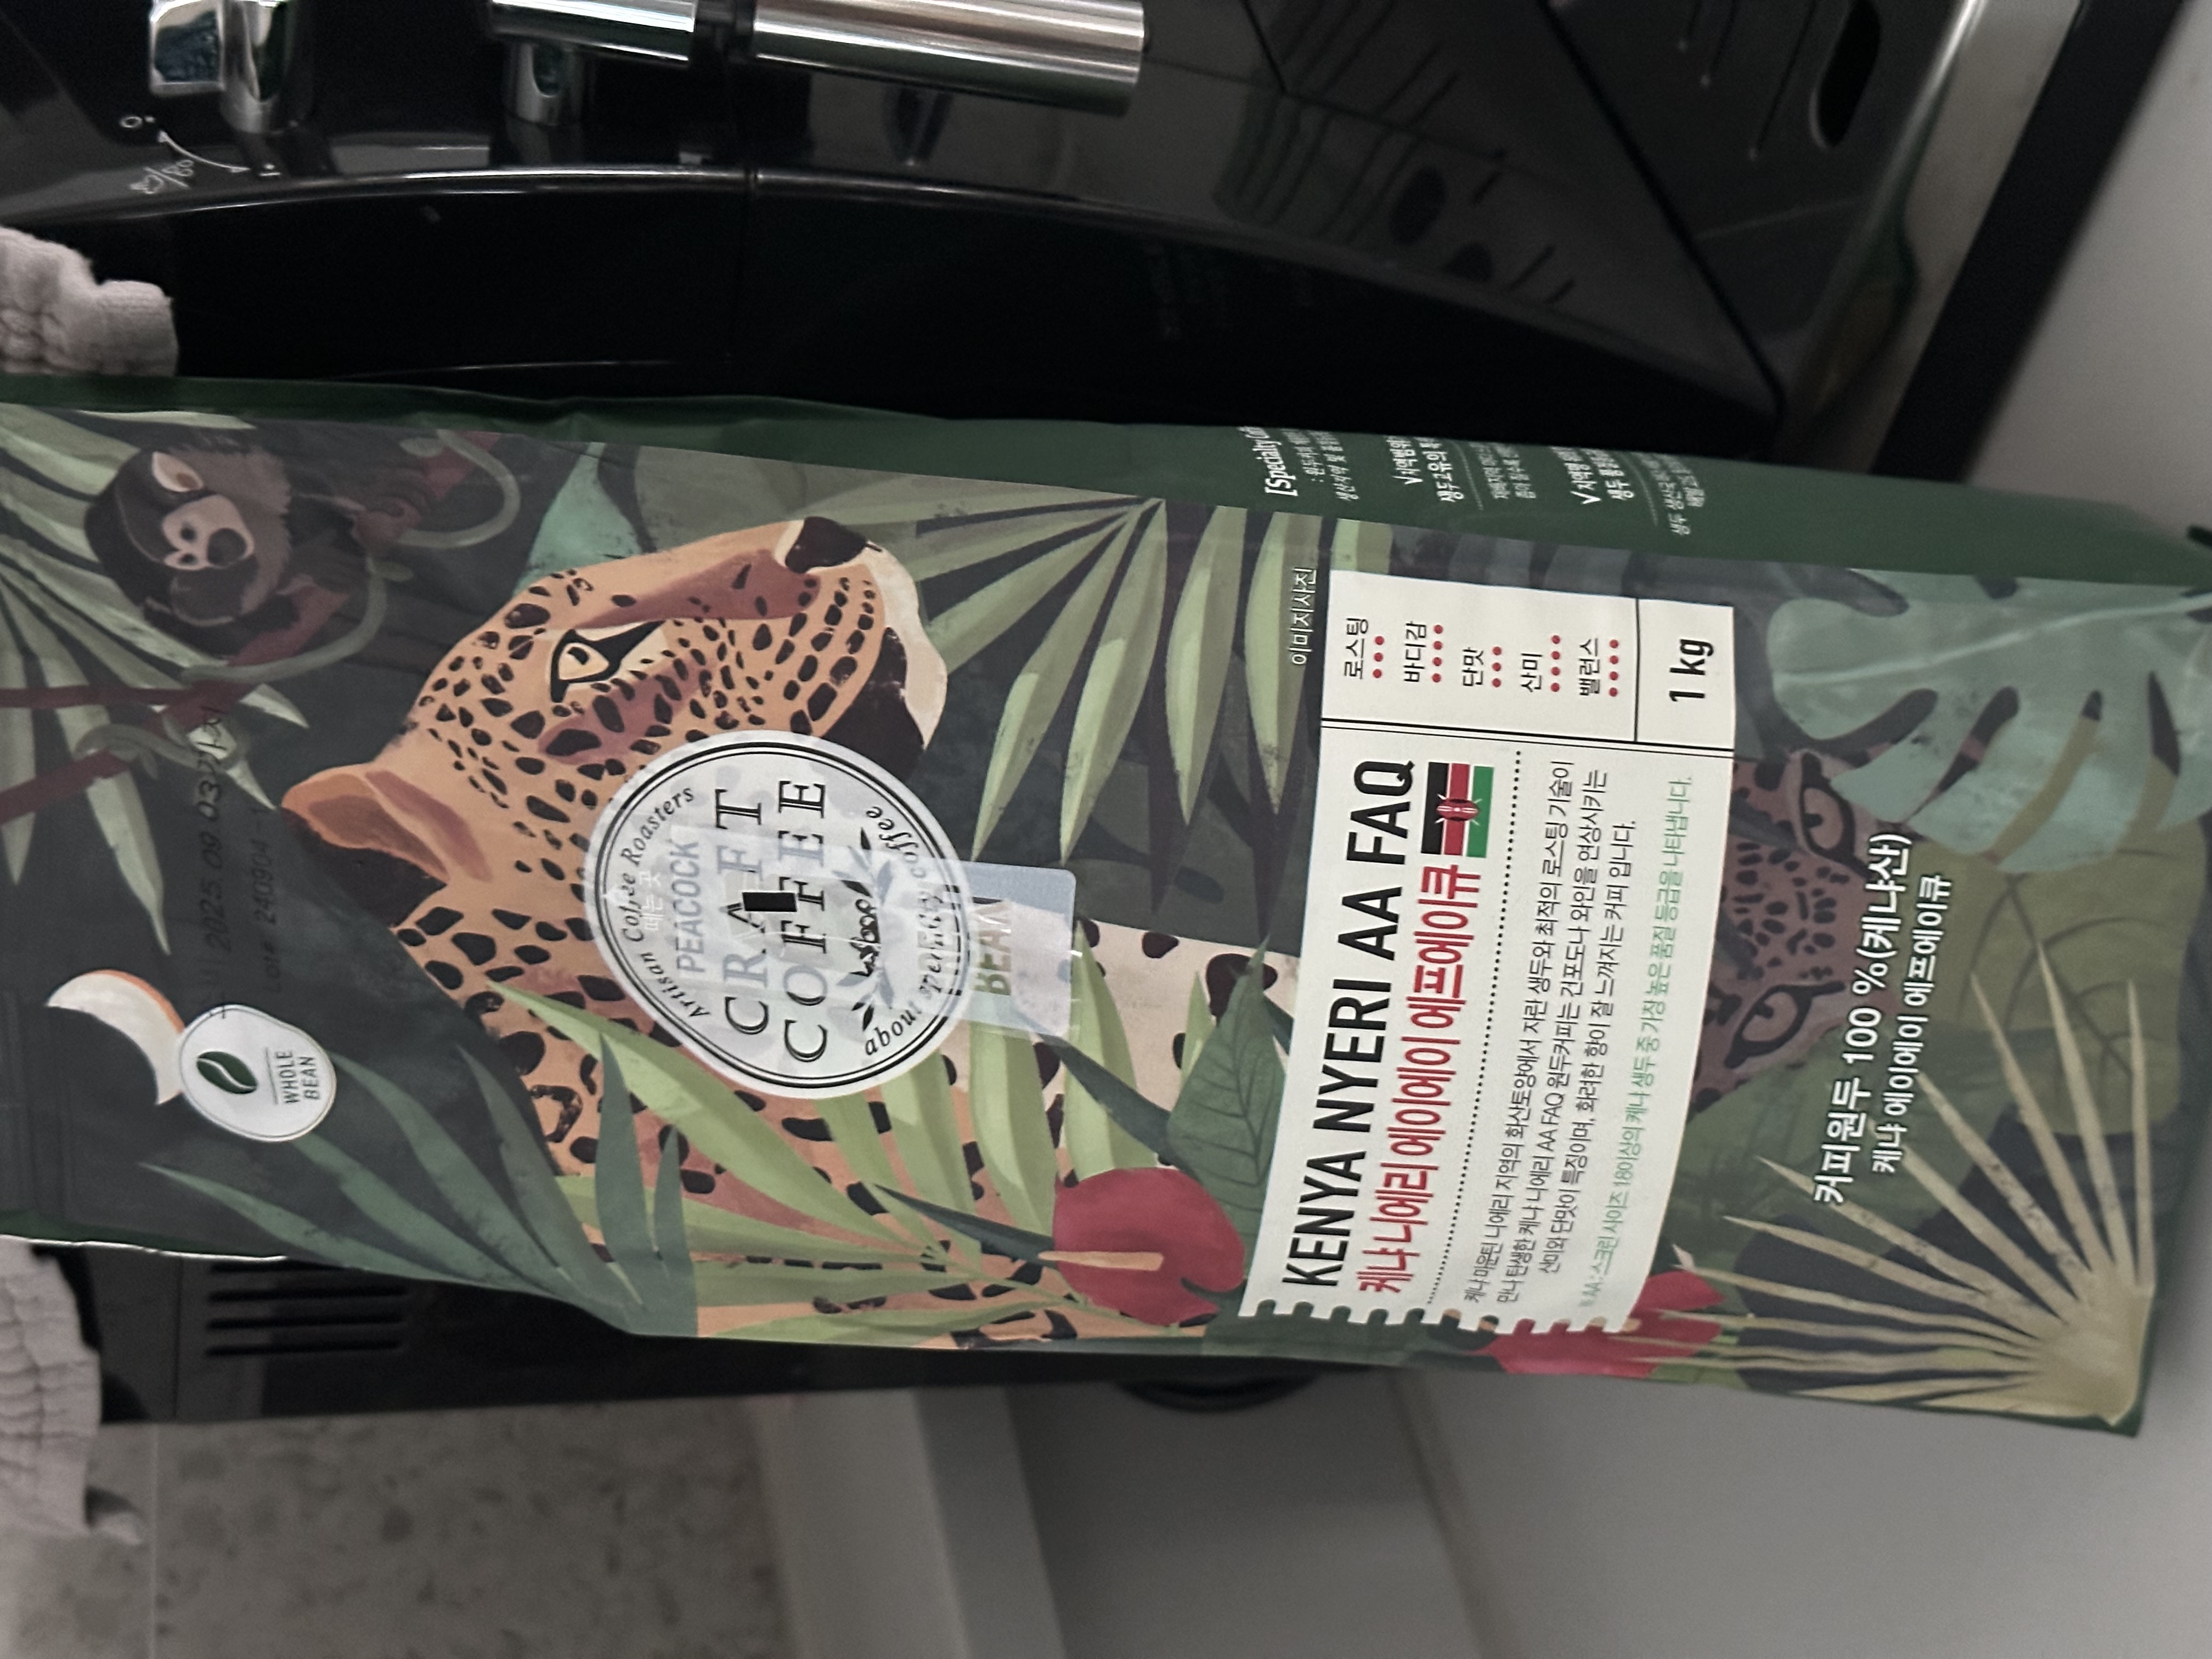 2025 09 03
WHOLE
BEAN
Artisan Coffee Roasters
PEACOCK
CRAFT
COFFEE
about specialty coffee
이미지사진
KENYA NYERI AA FAQ
케냐 니에리 에이에이 에프에이큐
케냐 마운틴 니에리 지역의 화산토양에서 자란 생두와 최적의 로스팅 기술이
만나 탄생한 케냐 니에리 AA FAQ 원두커피는 건포도나 와인을 연상시키는
산미와 단맛이 특징이며, 화려한 향이 잘 느껴지는 커피 입니다.
AA : 스크린 사이즈 180이상의 케냐 생두 중 가장 높은 품질 등급을 나타냅니다.
로스팅
바디감
단맛
산미
밸런스
1 kg
커피원두 100 %(케냐산)
케냐 에이에이 에프에이큐
[Specialty